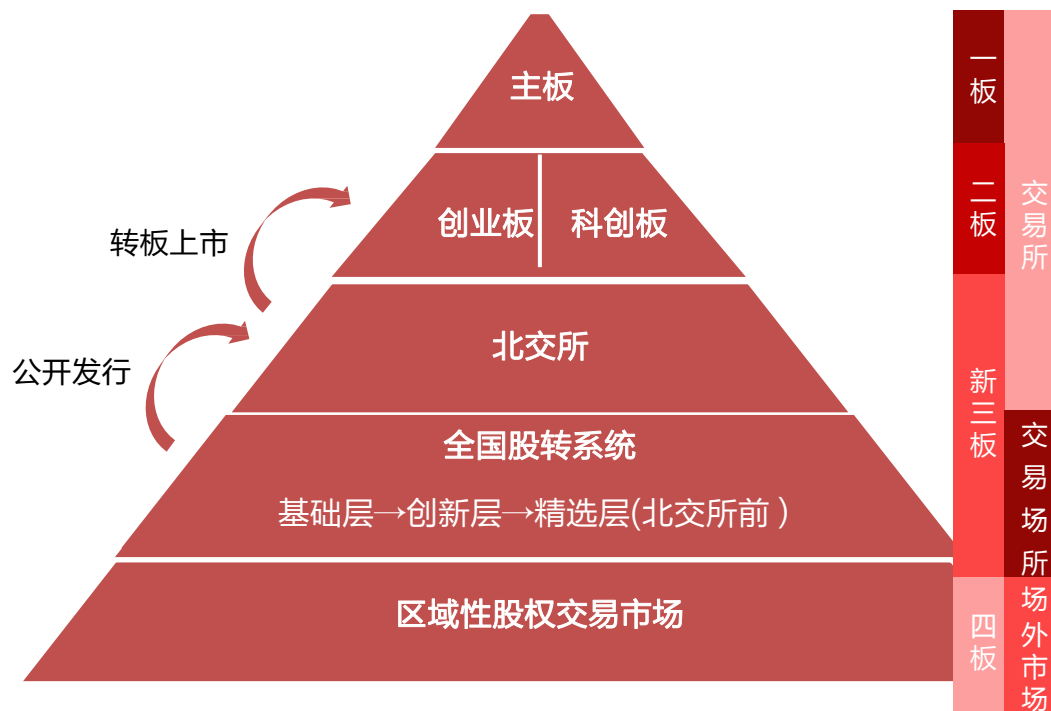 主板
创业板
科创板
转板上市
北交所
公开发行
全国股转系统
基础层→创新层→精选层(北交所前 )
区域性股权交易市场
一板
二板
新三板
四板
交易所
交易场所
场外市场